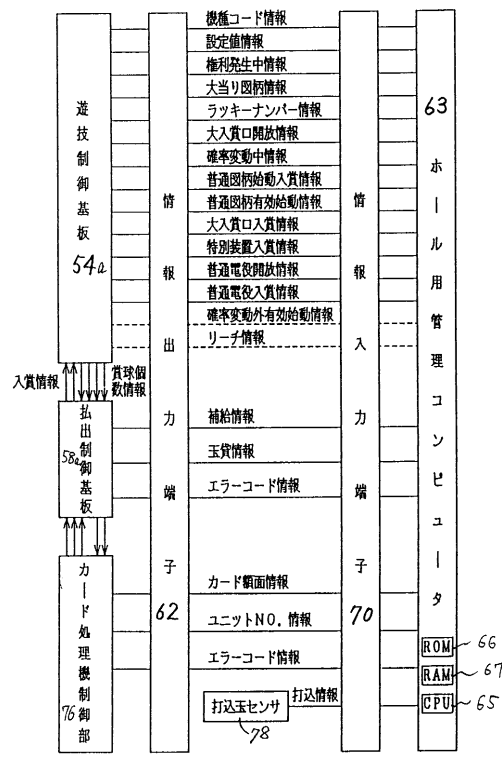 機種コード情報
設定値情報
権利発生中情報
大当り図柄情報
ラッキーナンバー情報
大入賞口開放情報
確率変動中情報
普通図柄始動入賞情報
普通図柄有効始動情報
大入賞口入賞情報
特別装置入賞情報
普通電役開放情報
普通電役入賞情報
確率変動外有効始動情報
リーチ情報
遊技制御基板
54a
入賞情報
賞球個
数情報
払出制御基板
58a
カード処理機制御部
76
情報出力端子
62
補給情報
玉貸情報
エラーコード情報
カード額面情報
ユニットNO. 情報
エラーコード情報
打込玉センサ
78
打込情報
情報入力端子
70
63
ホール用管理コンピュータ
ROM
66
RAM
67
CPU
65